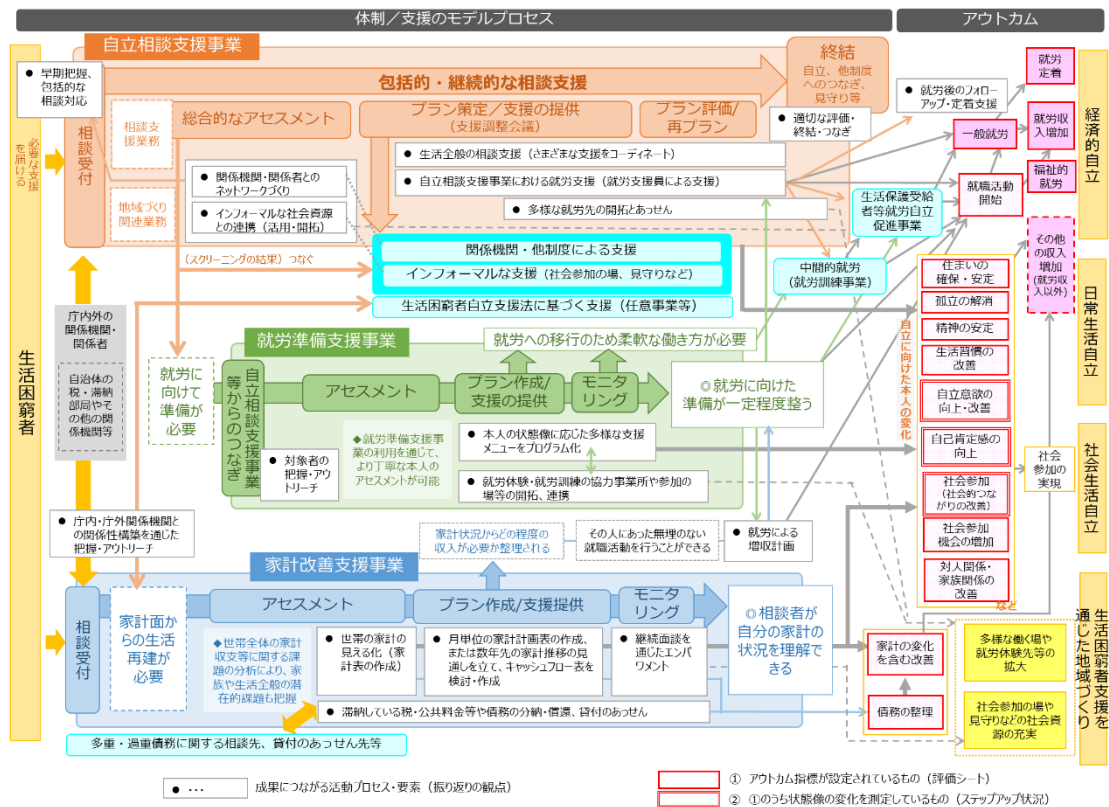 体制／支援のモデルプロセス
アウトカム
生活困窮者
必要な支援
を届ける
自立相談支援事業
● 早期把握、
包括的な
相談対応
包括的・継続的な相談支援
終結
自立、他制度
へのつなぎ、
見守り等
相談受付
相談支
援業務
地域づくり
関連業務
総合的なアセスメント
プラン策定／支援の提供
（支援調整会議）
プラン評価/
再プラン
● 適切な評価・
終結・つなぎ
● 就労後のフォロー
アップ・定着支援
● 生活全般の相談支援（さまざまな支援をコーディネート）
● 自立相談支援事業における就労支援（就労支援員による支援）
● 多様な就労先の開拓とあっせん
● 関係機関・関係者との
ネットワークづくり
● インフォーマルな社会資源
との連携（活用・開拓）
（スクリーニングの結果）つなぐ
関係機関・他制度による支援
インフォーマルな支援（社会参加の場、見守りなど）
生活困窮者自立支援法に基づく支援（任意事業等）
生活保護受給
者等就労自立
促進事業
中間的就労
（就労訓練事業）
就労
定着
一般就労
就労収
入増加
福祉的
就労
就職活動
開始
その他
の収入
増加
(就労収
入以外)
経済的自立
日常生活自立
社会生活自立
生活困窮者支援を
通じた地域づくり
庁内外の
関係機関・
関係者
自治体の
税・滞納
部局やそ
の他の関
係機関等
就労準備支援事業
就労への移行のため柔軟な働き方が必要
就労に
向けて
準備が
必要
自立相談支援事業
等からのつなぎ
アセスメント
プラン作成/
支援の提供
モニタ
リング
◎就労に向けた
準備が一定程度整う
◆就労準備支援事
業の利用を通じて、
より丁寧な本人の
アセスメントが可能
● 対象者の
把握・アウ
トリーチ
● 本人の状態像に応じた多様な支援
メニューをプログラム化
● 就労体験・就労訓練の協力事業所や参加の
場等の開拓、連携
● 庁内・庁外関係機関と
の関係性構築を通じた
把握・アウトリーチ
家計状況からどの程度の
収入が必要か整理される
その人にあった無理のない
就職活動を行うことができる
● 就労による
増収計画
自立に向けた本人の変化
住まいの
確保・安定
孤立の解消
精神の安定
生活習慣の
改善
自立意欲の
向上・改善
自己肯定感の
向上
社会参加
（社会的つな
がりの改善）
社会参加
機会の増加
対人関係・
家族関係の
改善
など
社会
参加の
実現
家計改善支援事業
相談受付
家計面か
らの生活
再建が
必要
アセスメント
プラン作成/支援提供
モニタ
リング
◎相談者が
自分の家計の
状況を理解で
きる
◆世帯全体の家計
収支等に関する課
題の分析により、家
族や生活全般の潜
在的課題も把握
● 世帯の家計の
見える化（家
計表の作成）
● 月単位の家計計画表の作成、
または数年先の家計推移の見
通しを立て、キャッシュフロー表を
検討・作成
● 継続面談を
通じたエンパ
ワメント
● 滞納している税・公共料金等や債務の分納・償還、貸付のあっせん
多重・過重債務に関する相談先、貸付のあっせん先等
家計の変化
を含む改善
債務の整理
多様な働く場や
就労体験先等の
拡大
社会参加の場や
見守りなどの社会資
源の充実
● … 成果につながる活動プロセス・要素（振り返りの観点）
① アウトカム指標が設定されているもの（評価シート）
② ①のうち状態像の変化を測定しているもの（ステップアップ状況）